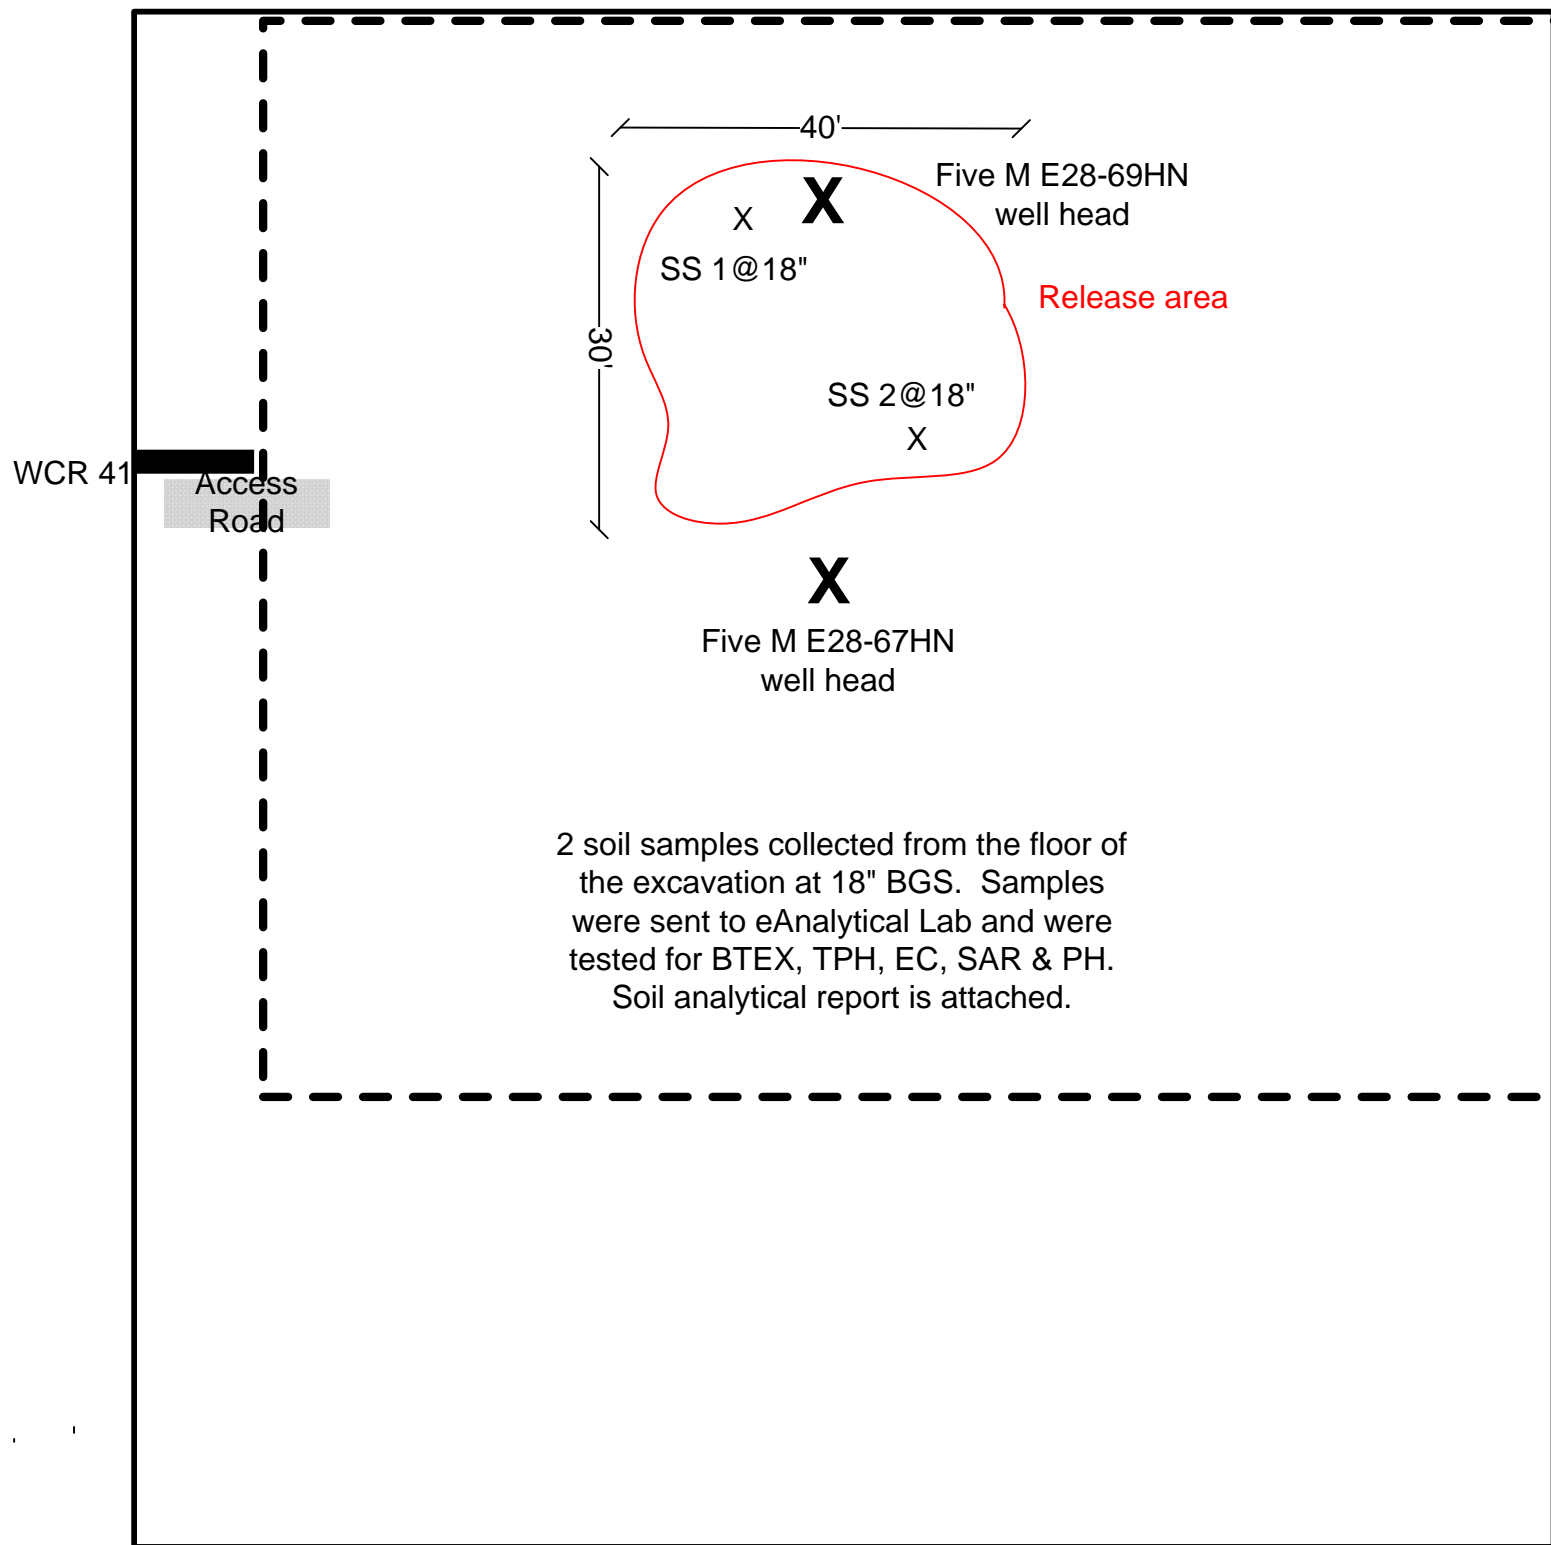 40'
Five M E28-69HN
well head
X
X
SS 1@18"
Release area
30'
SS 2@18"
X
WCR 41
Access
Road
X
Five M E28-67HN
well head
2 soil samples collected from the floor of
the excavation at 18" BGS.  Samples
were sent to eAnalytical Lab and were
tested for BTEX, TPH, EC, SAR & PH.
Soil analytical report is attached.